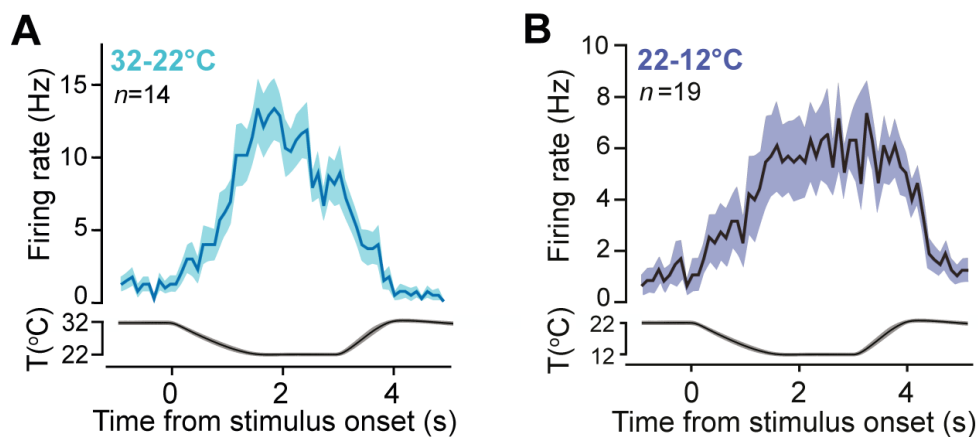 A
32-22°C
n=14
Firing rate (Hz)
15
10
5
0
T(°C)
32
22
0 2 4
Time from stimulus onset (s)
B
22-12°C
n=19
Firing rate (Hz)
10
8
6
4
2
0
T(°C)
22
12
0 2 4
Time from stimulus onset (s)